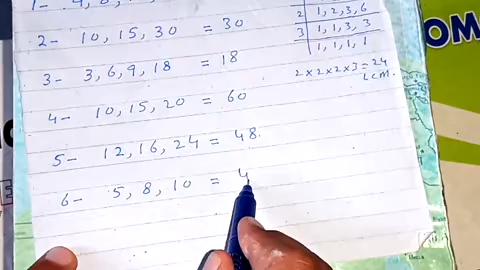 2- 10, 15, 30 = 30
3- 3, 6, 9, 18 = 18
4- 10, 15, 20 = 60
5- 12, 16, 24 = 48.
6- 5, 8, 10 = 4
2 1, 2, 3, 6
3 1, 1, 3, 3
1, 1, 1, 1
2 x 2 x 2 x 3 = 24
L C M.
OM